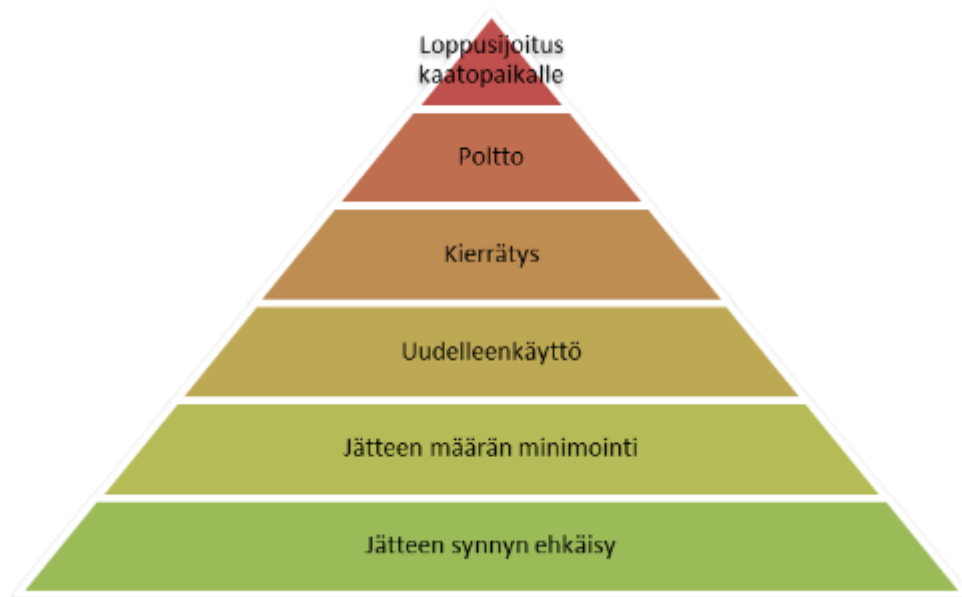 Loppusijoitus
kaatopaikalle
Poltto
Kierrätys
Uudelleenkäyttö
Jätteen määrän minimointi
Jätteen synnyn ehkäisy